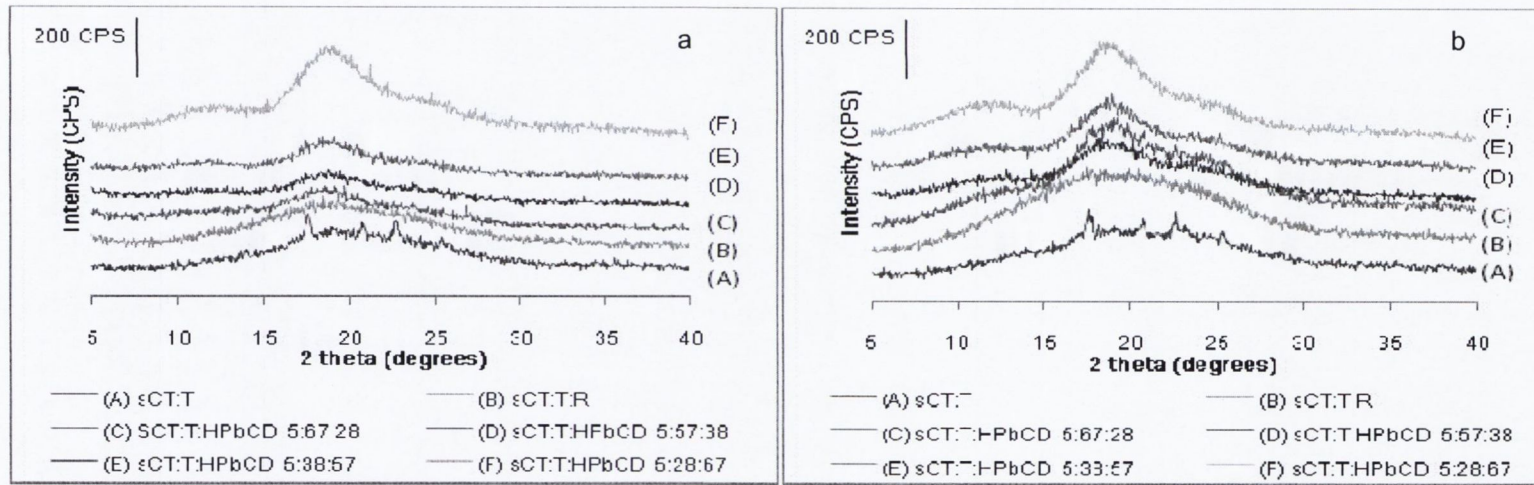 200 CPS
a
Intensity (CPS)
(F)
(E)
(D)
(C)
(B)
(A)
5 10 15 20 25 30 35 40
2 theta (degrees)
(A) sCT:T (B) sCT:T:R
(C) SCT:T:HPbCD 5:67:28 (D) sCT:T:HPbCD 5:57:38
(E) sCT:T:HPbCD 5:38:57 (F) sCT:T:HPbCD 5:28:67
200 CPS
b
Intensity (CPS)
(F)
(E)
(D)
(C)
(B)
(A)
5 10 15 20 25 30 35 40
2 theta (degrees)
(A) sCT:T (B) sCT:T:R
(C) sCT:T:HPbCD 5:67:28 (D) sCT:T:HPbCD 5:57:38
(E) sCT:T:HPbCD 5:38:57 (F) sCT:T:HPbCD 5:28:67